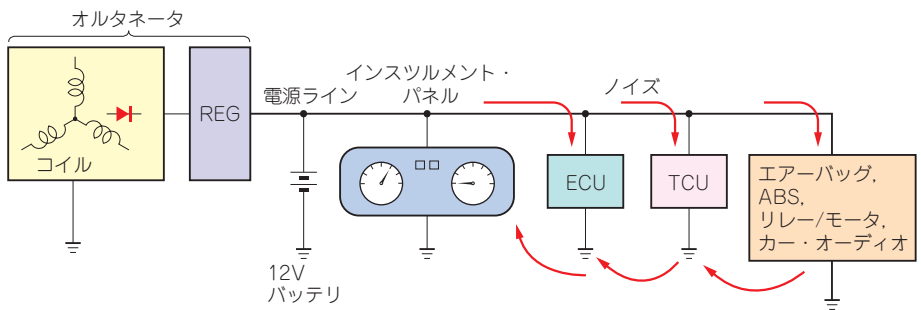 オルタネータ
コイル
REG
電源ライン
インスツルメント・
パネル
ノイズ
12V
バッテリ
ECU
TCU
エアーバッグ,
ABS,
リレー/モータ,
カー・オーディオ